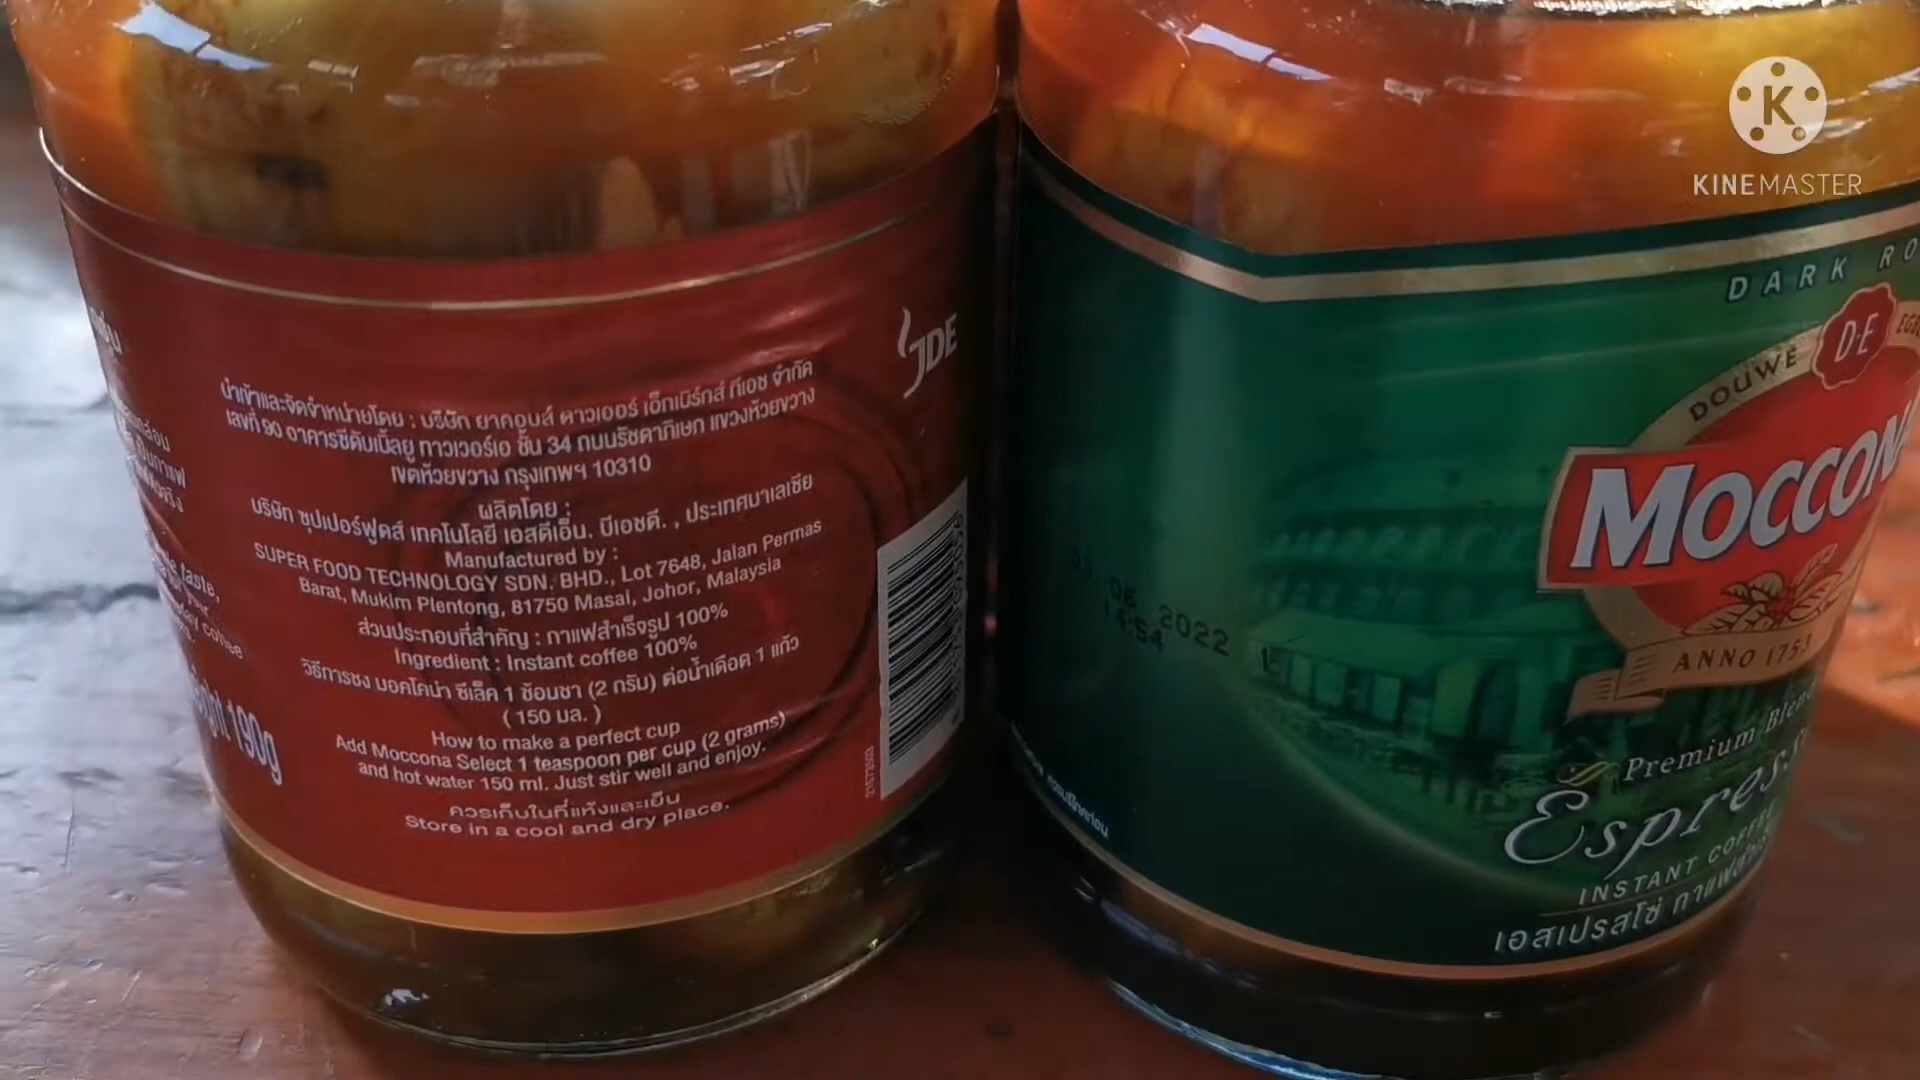 KINEMASTER
JDE
นำเข้าและจัดจำหน่ายโดย : บริษัท ยาคอบส์ ดาวเออร์ เอ็กเบิร์กส์ ทีเอช จำกัด
เลขที่ 90 อาคารซีดับเบิ้ลยู ทาวเวอร์เอ ชั้น 34 ถนนรัชดาภิเษก แขวงห้วยขวาง
เขตห้วยขวาง กรุงเทพฯ 10310
ผลิตโดย :
บริษัท ซุปเปอร์ฟูดส์ เทคโนโลยี เอสดีเอ็น. บีเอชดี. , ประเทศมาเลเซีย
Manufactured by :
SUPER FOOD TECHNOLOGY SDN. BHD., Lot 7648, Jalan Permas
Barat, Mukim Plentong, 81750 Masai, Johor, Malaysia
ส่วนประกอบที่สำคัญ : กาแฟสำเร็จรูป 100%
Ingredient : Instant coffee 100%
วิธีการชง มอคโคน่า ซีเล็ค 1 ช้อนชา (2 กรัม) ต่อน้ำเดือด 1 แก้ว
( 150 มล. )
How to make a perfect cup
Add Moccona Select 1 teaspoon per cup (2 grams)
and hot water 150 ml. Just stir well and enjoy.
ควรเก็บในที่แห้งและเย็น
Store in a cool and dry place.
taste,
coffee
190g
DARK RO
DOUWE
D·E
MOCCONA
ANNO 1753
Premium Blend
Espresso
INSTANT COFFEE
เอสเปรสโซ่
06 2022
14:54